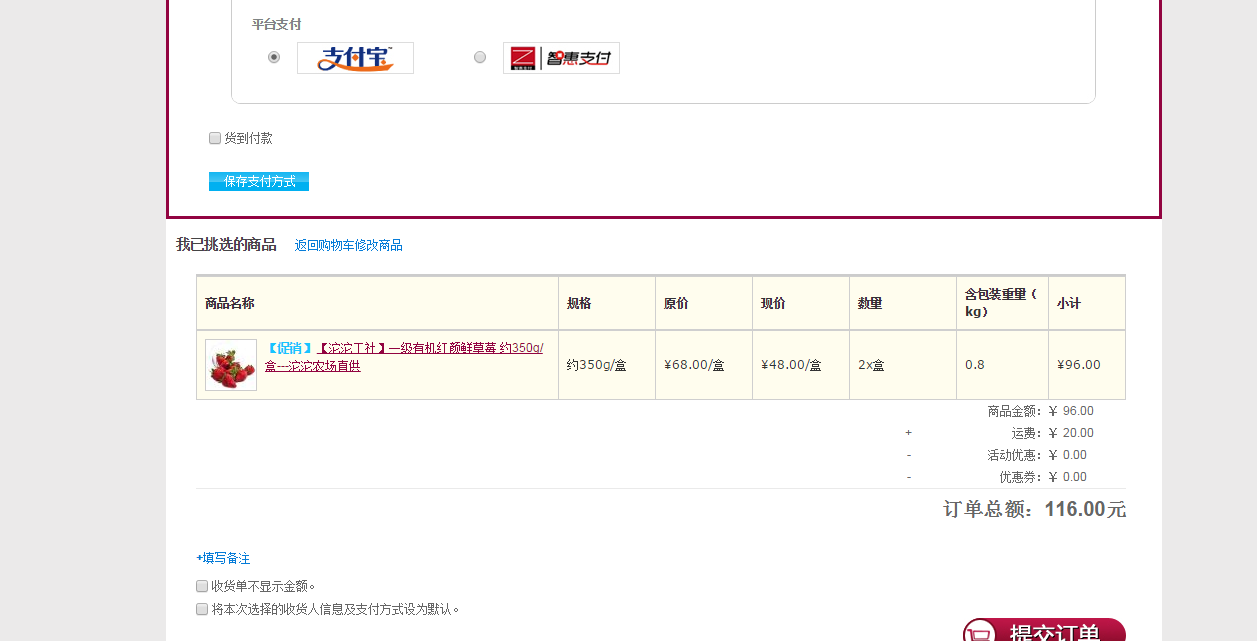 平台支付
支付宝 智惠支付
货到付款
保存支付方式
我已挑选的商品 返回购物车修改商品
商品名称 规格 原价 现价 数量 含包装重量（kg） 小计
【促销】【沱沱工社】一级有机红颜鲜草莓 约350g/
盒---沱沱农场直供
约350g/盒 ¥68.00/盒 ¥48.00/盒 2x盒 0.8 ¥96.00
商品金额：￥ 96.00
+ 运费：￥ 20.00
- 活动优惠：￥ 0.00
- 优惠券：￥ 0.00
订单总额：116.00元
+填写备注
收货单不显示金额。
将本次选择的收货人信息及支付方式设为默认。
提交订单